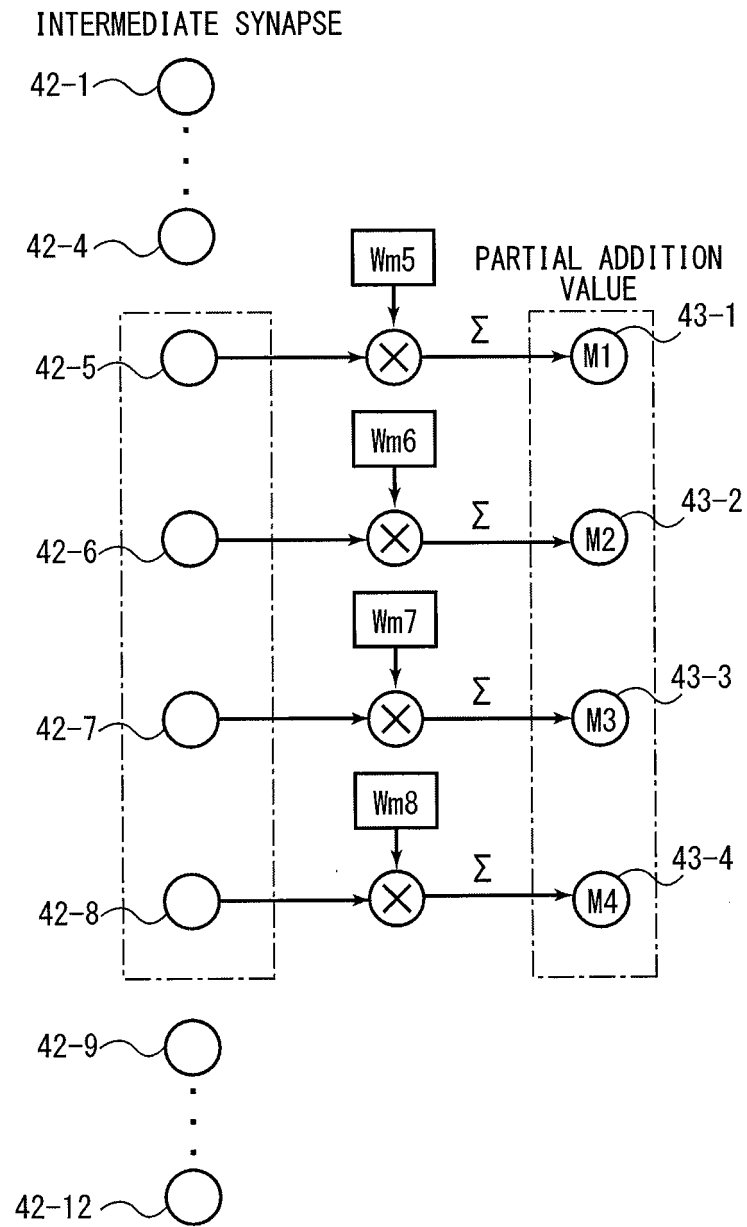 INTERMEDIATE SYNAPSE
42-1
42-4
Wm5
PARTIAL ADDITION
VALUE
43-1
42-5
Σ
M1
Wm6
43-2
42-6
Σ
M2
Wm7
43-3
42-7
Σ
M3
Wm8
43-4
42-8
Σ
M4
42-9
42-12